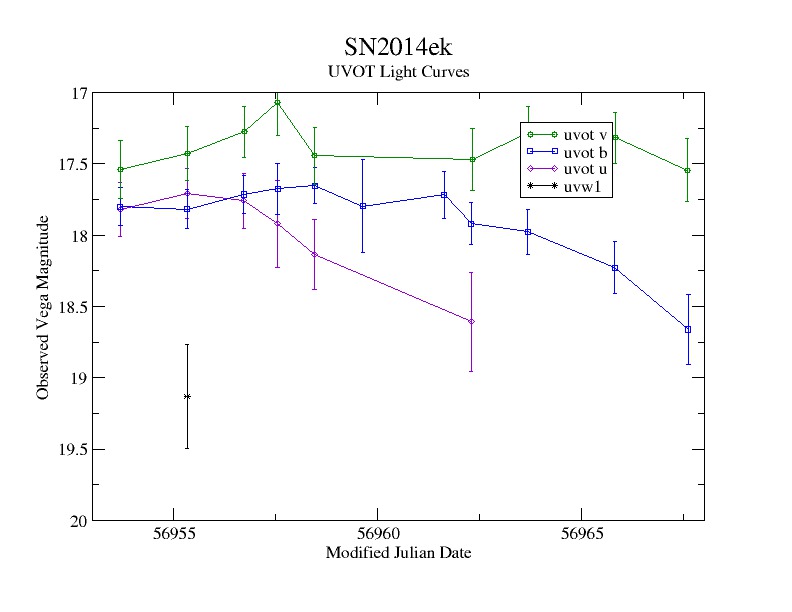 SN2014ek
UVOT Light Curves
17
17.5
18
18.5
19
19.5
20
Observed Vega Magnitude
uvot v
uvot b
uvot u
uvw1
56955
56960
56965
Modified Julian Date